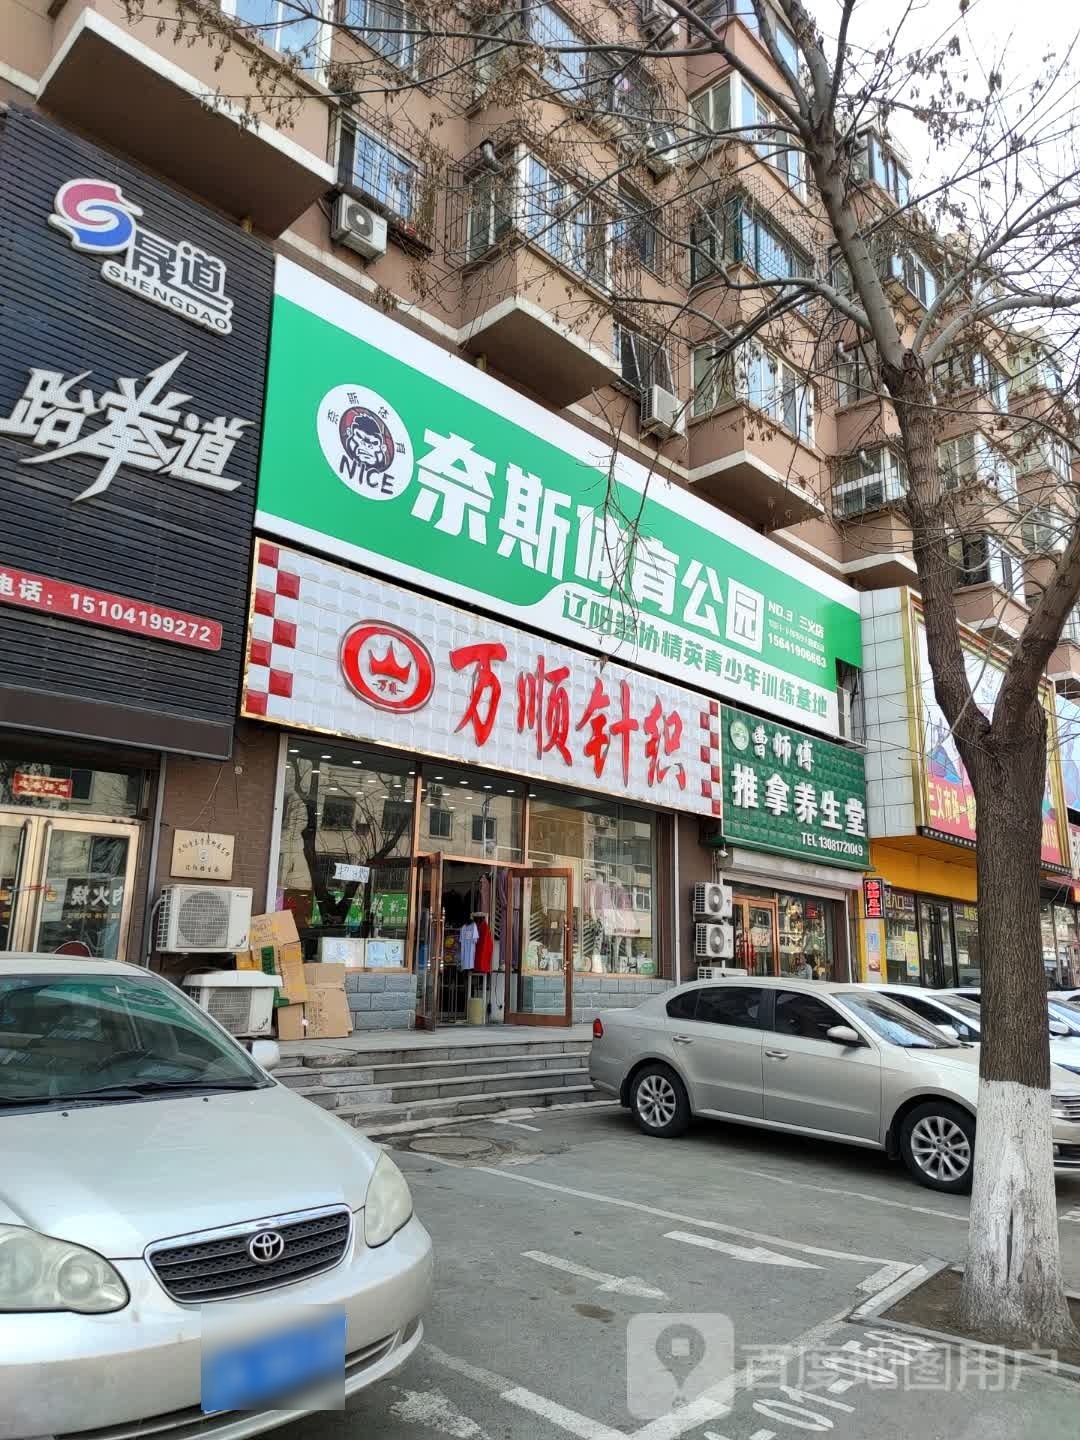 晟道
SHENGDAO
跆拳道
电话：15104199272
奈斯体育
NICE
奈斯体育公园
NO.3 三义店
15641906663
辽阳篮协精英青少年训练基地
万顺
万顺针织
曹师傅
推拿养生堂
TEL 13081721049
百度地图用户